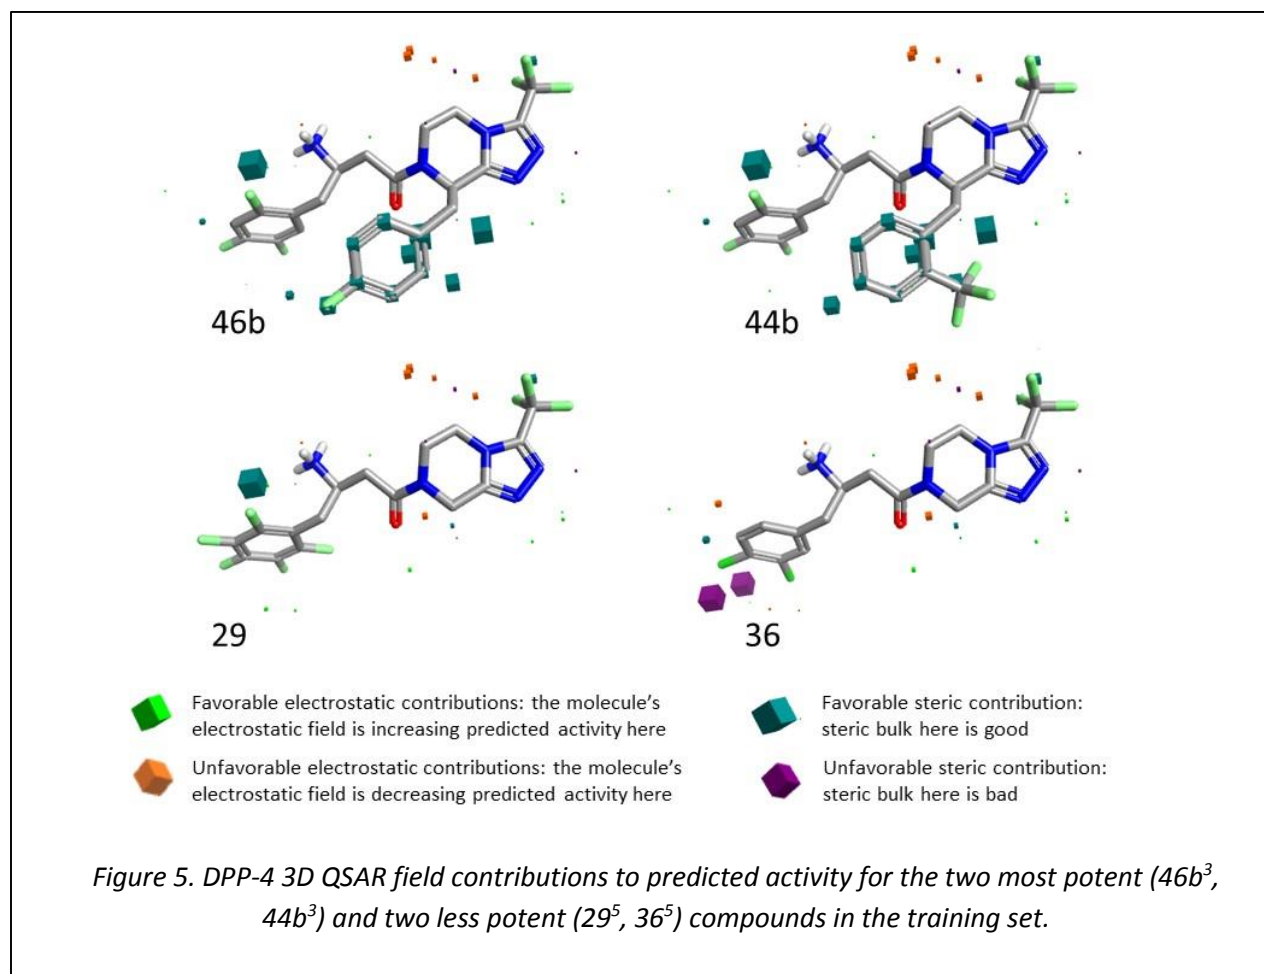 46b
44b
29
36
Favorable electrostatic contributions: the molecule's
electrostatic field is increasing predicted activity here
Favorable steric contribution:
steric bulk here is good
Unfavorable electrostatic contributions: the molecule's
electrostatic field is decreasing predicted activity here
Unfavorable steric contribution:
steric bulk here is bad
Figure 5. DPP-4 3D QSAR field contributions to predicted activity for the two most potent (46b³,
44b³) and two less potent (29⁵, 36⁵) compounds in the training set.